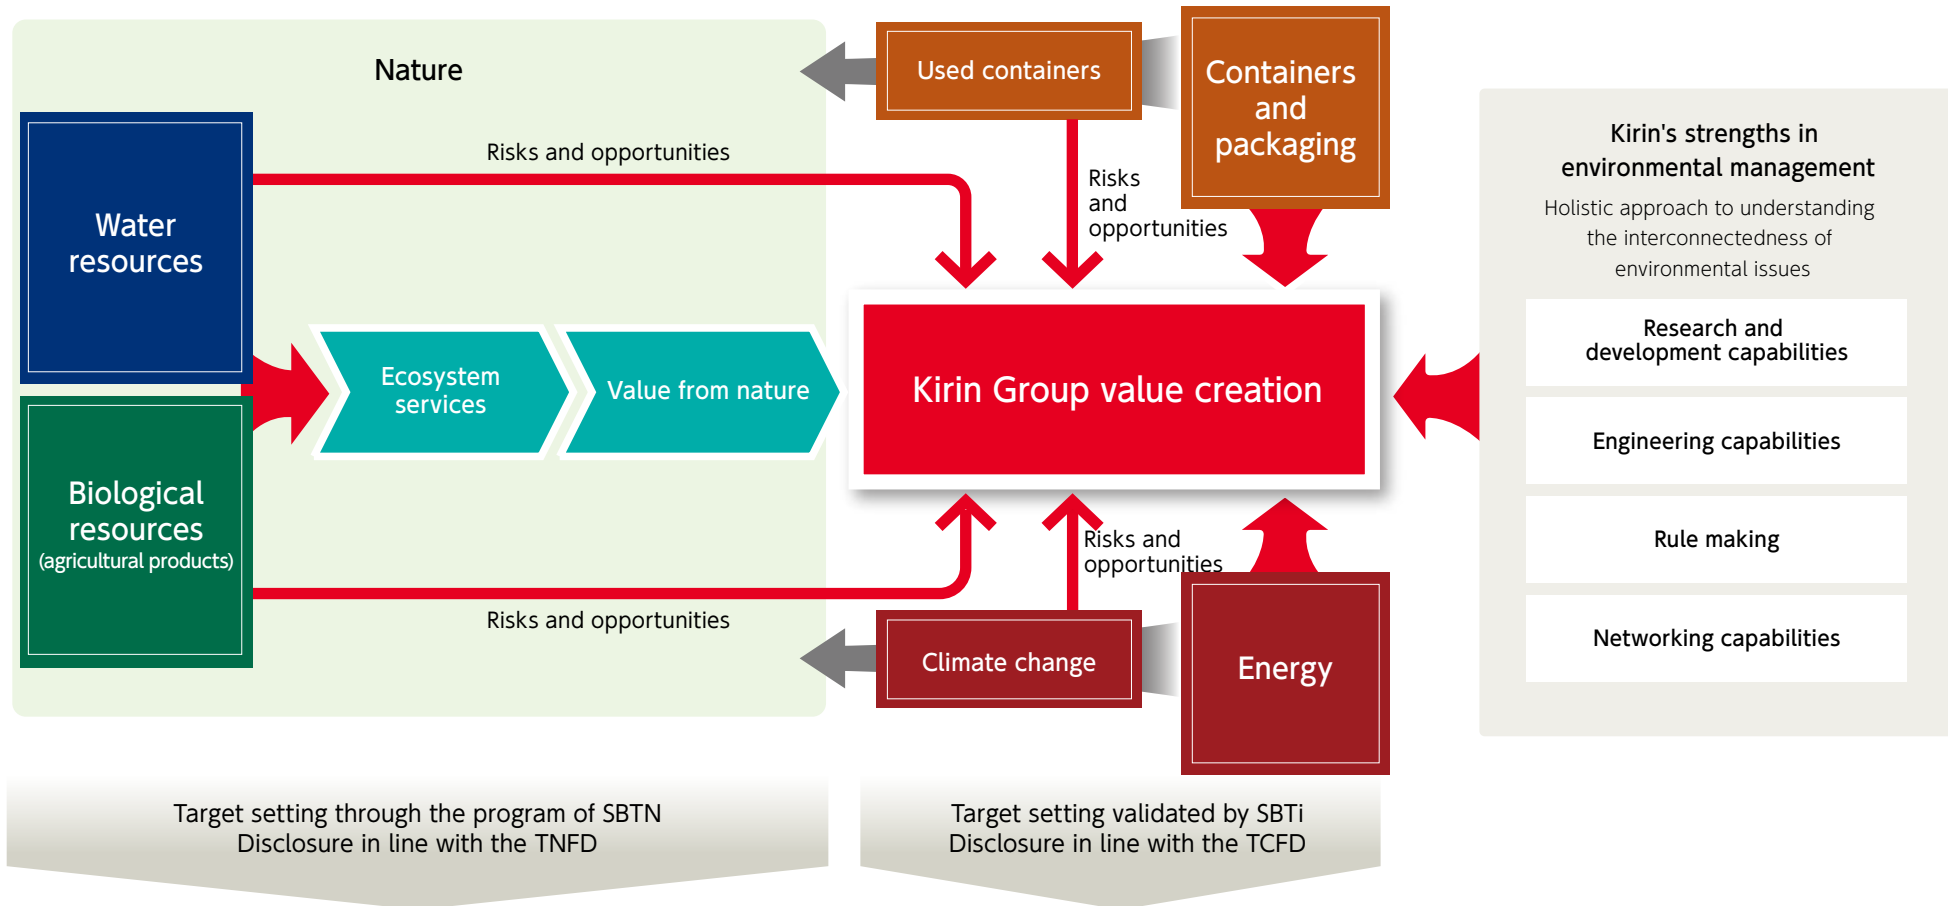 Nature
Used containers
Containers
and
packaging
Risks and opportunities
Risks
and
opportunities
Water
resources
Ecosystem
services
Value from nature
Kirin Group value creation
Biological
resources
(agricultural products)
Risks and
opportunities
Risks and opportunities
Climate change
Energy
Kirin's strengths in
environmental management
Holistic approach to understanding
the interconnectedness of
environmental issues
Research and
development capabilities
Engineering capabilities
Rule making
Networking capabilities
Target setting through the program of SBTN
Disclosure in line with the TNFD
Target setting validated by SBTi
Disclosure in line with the TCFD